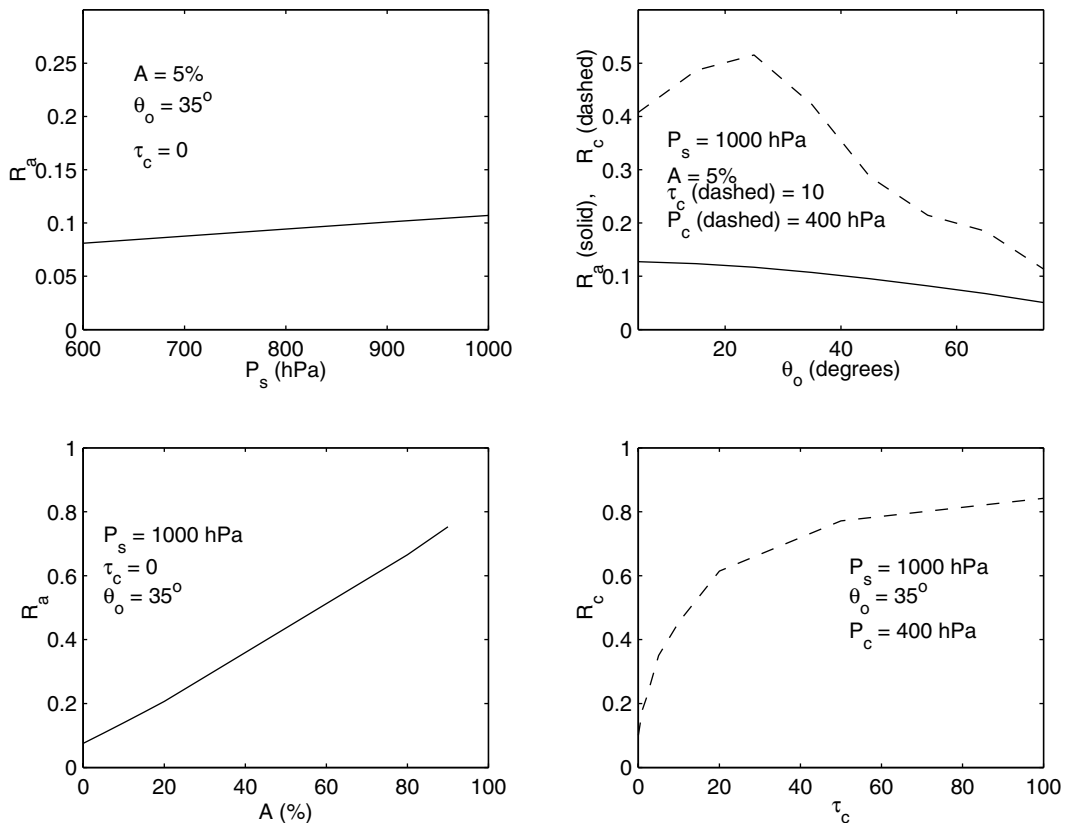 0.25
0.2
0.15
0.1
0.05
0
R_a
A = 5%
θ_o = 35°
τ_c = 0
600 700 800 900 1000
P_s (hPa)
0.5
0.4
0.3
0.2
0.1
0
R_a (solid), R_c (dashed)
P_s = 1000 hPa
A = 5%
τ_c (dashed) = 10
P_c (dashed) = 400 hPa
20 40 60
θ_o (degrees)
1
0.8
0.6
0.4
0.2
0
R_a
P_s = 1000 hPa
τ_c = 0
θ_o = 35°
0 20 40 60 80 100
A (%)
1
0.8
0.6
0.4
0.2
0
R_c
P_s = 1000 hPa
θ_o = 35°
P_c = 400 hPa
0 20 40 60 80 100
τ_c